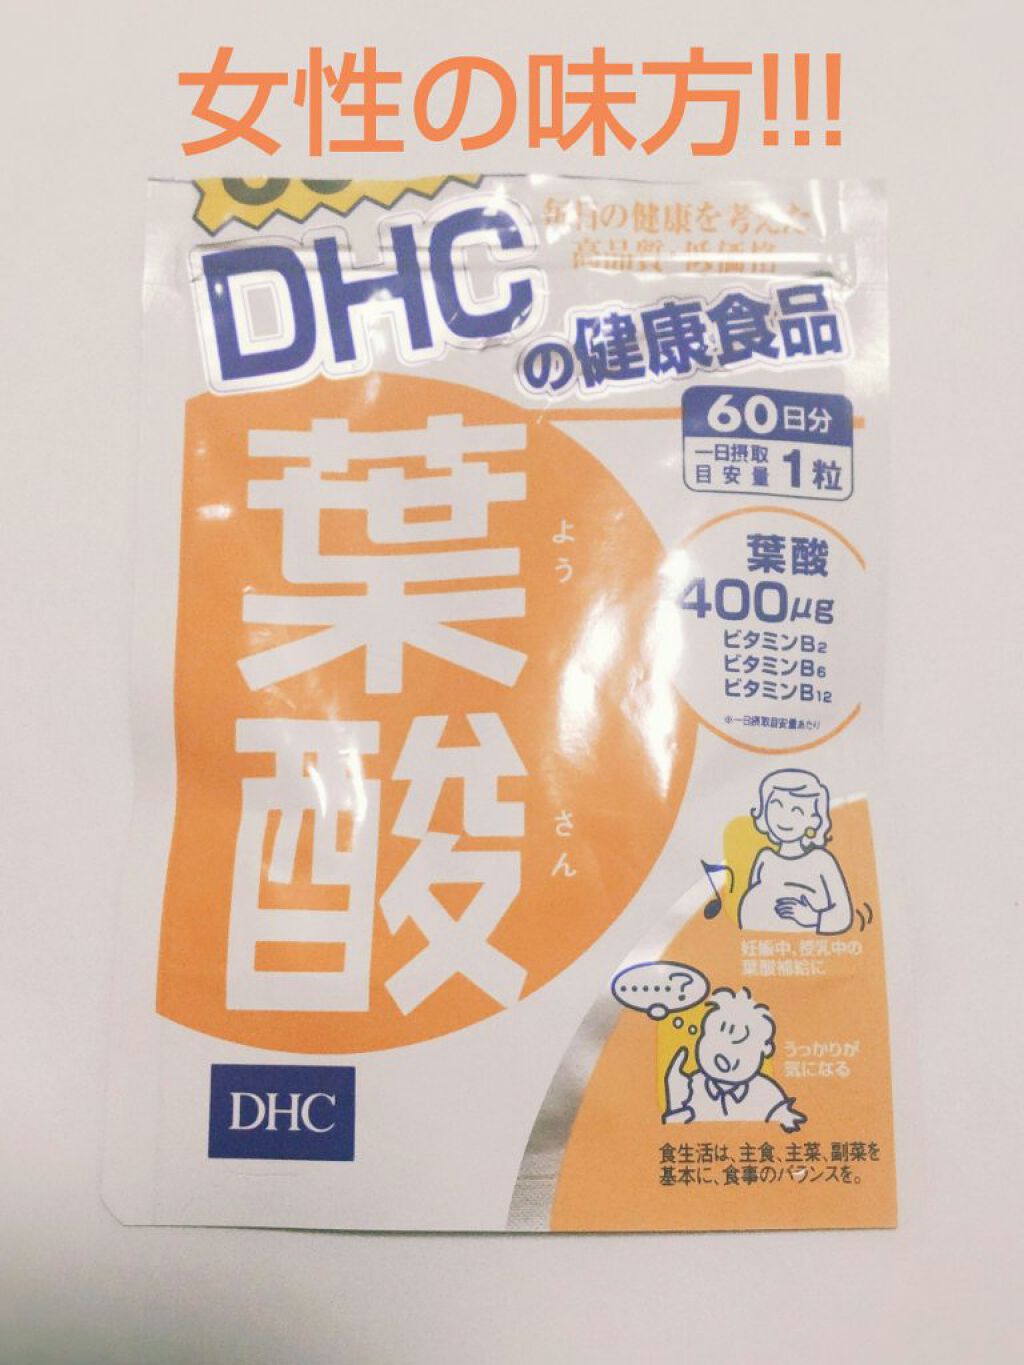 女性の味方!!!
毎日の健康を考えた
高品質・低価格
DHC
の健康食品
60日分
一日摂取
目安量 1粒
葉酸
ようさん
葉酸
400μg
ビタミンB2
ビタミンB6
ビタミンB12
※一日摂取目安量あたり
妊娠中、授乳中の
葉酸補給に
……?
うっかりが
気になる
DHC
食生活は、主食、主菜、副菜を
基本に、食事のバランスを。